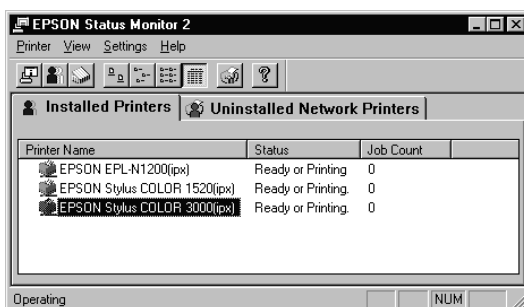 EPSON Status Monitor 2
Printer View Settings Help
Installed Printers Uninstalled Network Printers
Printer Name Status Job Count
EPSON EPL-N1200(ipx) Ready or Printing 0
EPSON Stylus COLOR 1520(ipx) Ready or Printing. 0
EPSON Stylus COLOR 3000(ipx) Ready or Printing. 0
Operating NUM